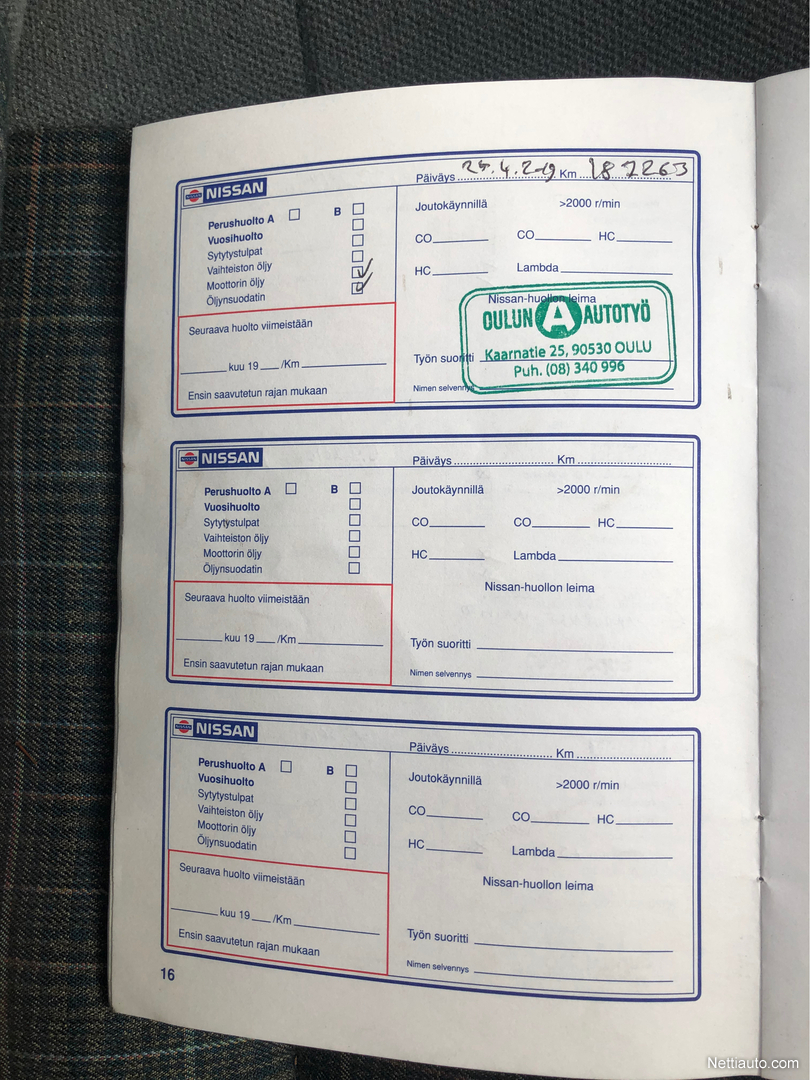 NISSAN
Päiväys 25.4.2019 Km 187263
Perushuolto A B
Vuosihuolto
Sytytystulpat
Vaihteiston öljy
Moottorin öljy
Öljynsuodatin
Joutokäynnillä >2000 r/min
CO CO HC
HC Lambda
Nissan-huollon leima
OULUN A AUTOTYÖ
Kaarnatie 25, 90530 OULU
Puh. (08) 340 996
Työn suoritti
Nimen selvennys
Seuraava huolto viimeistään
kuu 19 /Km
Ensin saavutetun rajan mukaan
NISSAN
Päiväys Km
Perushuolto A B
Vuosihuolto
Sytytystulpat
Vaihteiston öljy
Moottorin öljy
Öljynsuodatin
Joutokäynnillä >2000 r/min
CO CO HC
HC Lambda
Nissan-huollon leima
Työn suoritti
Nimen selvennys
Seuraava huolto viimeistään
kuu 19 /Km
Ensin saavutetun rajan mukaan
NISSAN
Päiväys Km
Perushuolto A B
Vuosihuolto
Sytytystulpat
Vaihteiston öljy
Moottorin öljy
Öljynsuodatin
Joutokäynnillä >2000 r/min
CO CO HC
HC Lambda
Nissan-huollon leima
Työn suoritti
Nimen selvennys
Seuraava huolto viimeistään
kuu 19 /Km
Ensin saavutetun rajan mukaan
16
Nettiauto.com